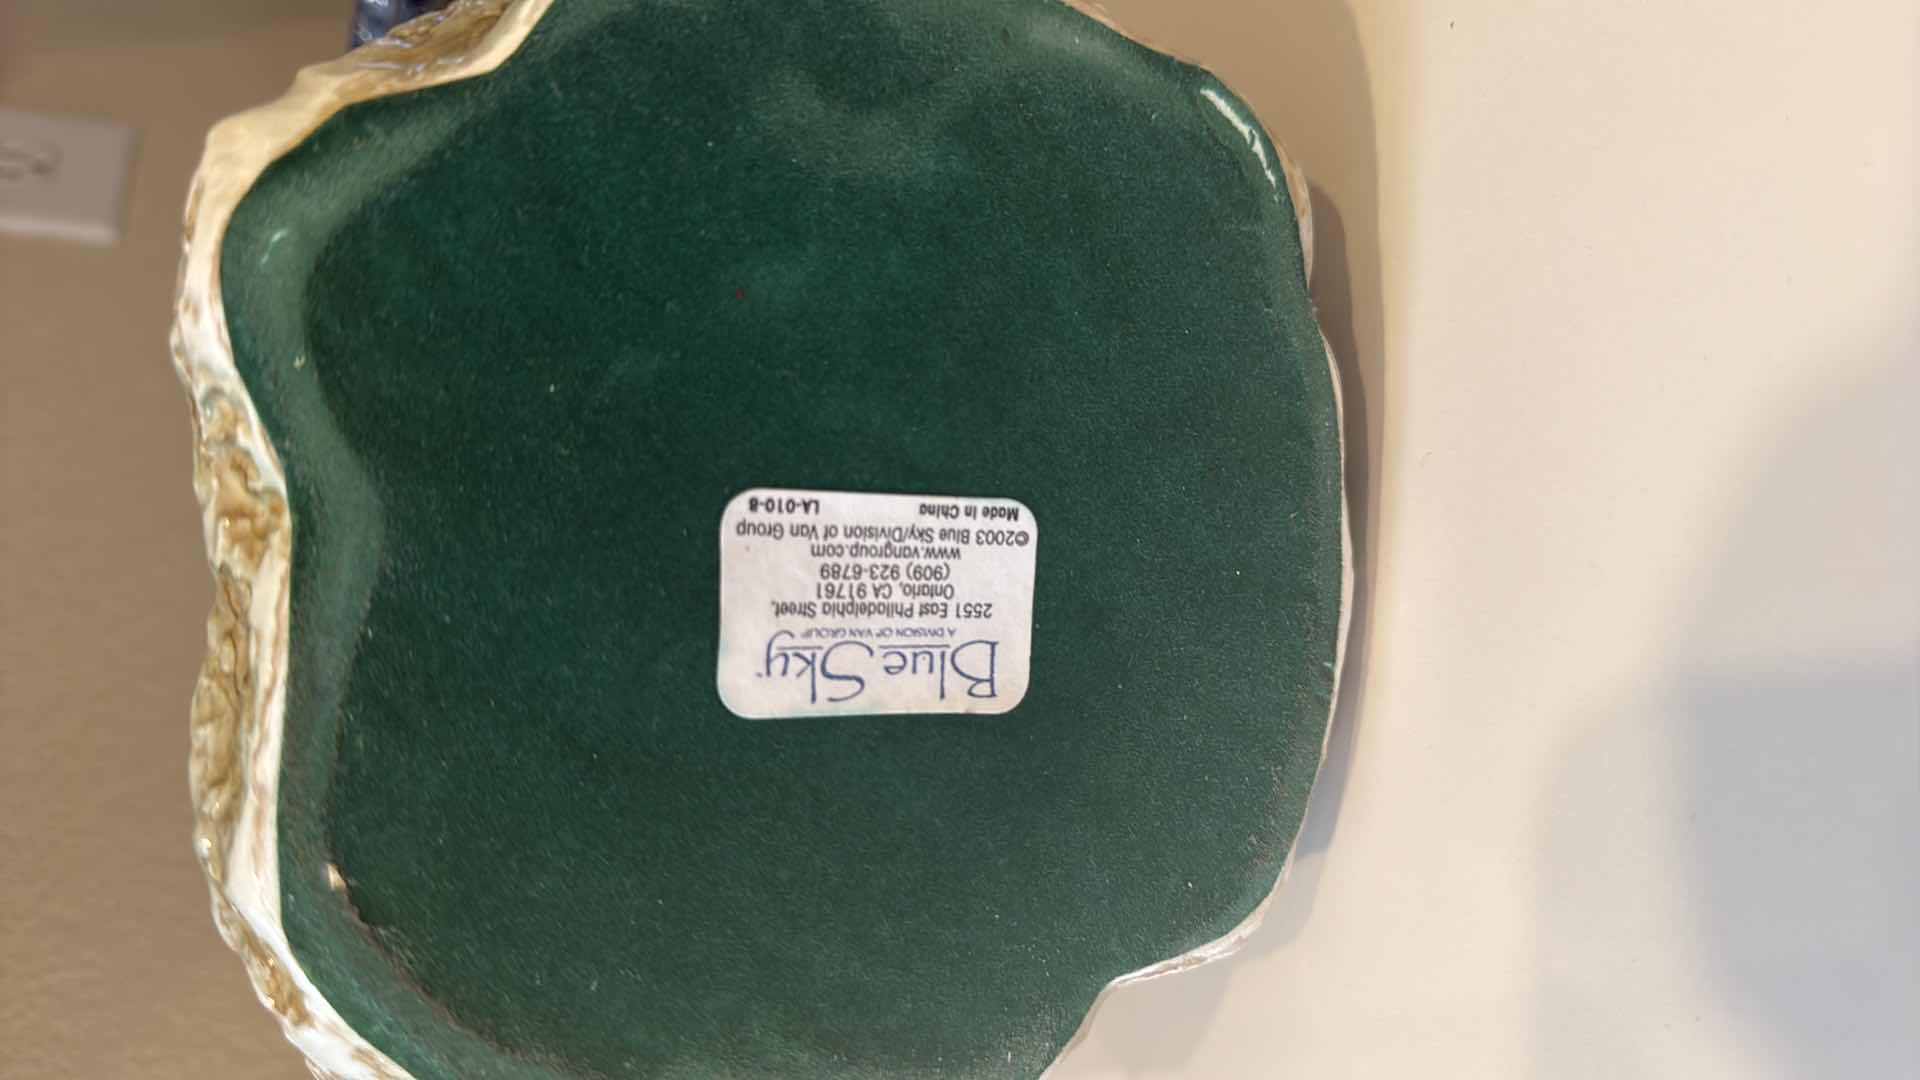 Blue Sky
A DIVISION OF VAN GROUP
2551 East Philadelphia Street,
Ontario, CA 91761
(909) 923-6789
www.vangroup.com
©2003 Blue Sky/Division of Van Group
Made in China LA-010-8